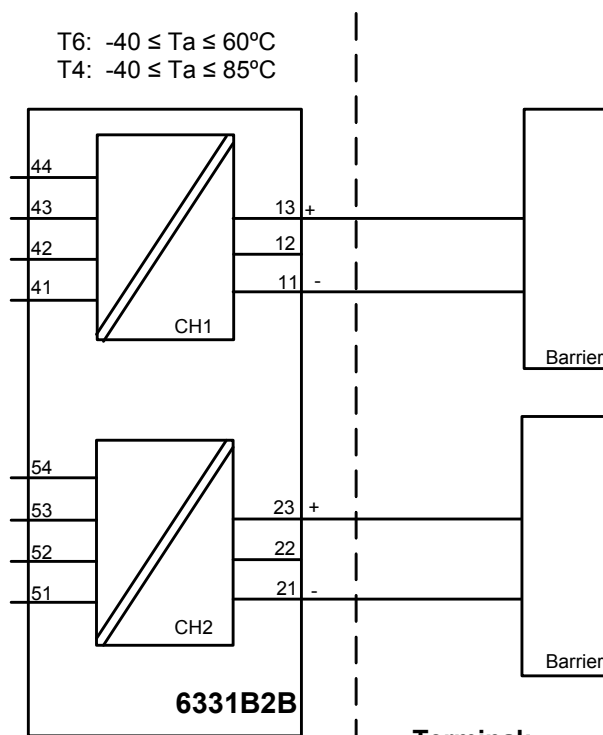 T6: -40 ≤ Ta ≤ 60ºC
T4: -40 ≤ Ta ≤ 85ºC
44
43
42
41
13 +
12
11 -
CH1
Barrier
54
53
52
51
23 +
22
21 -
CH2
Barrier
6331B2B